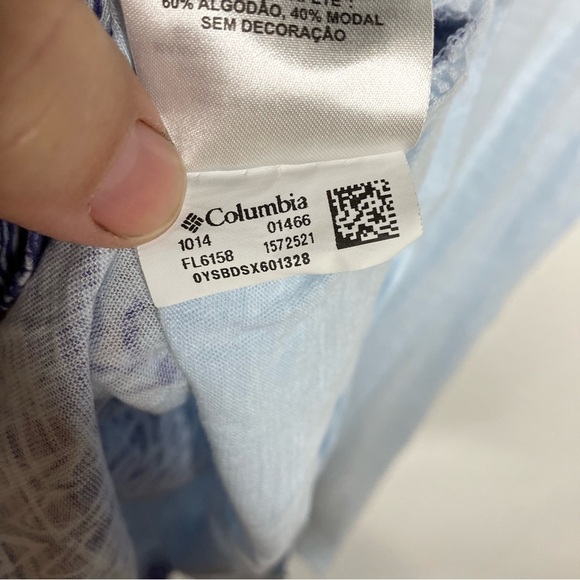 60% ALGODÃO, 40% MODAL
SEM DECORAÇÃO
Columbia
1014 01466
FL6158 1572521
0YSBDSX601328